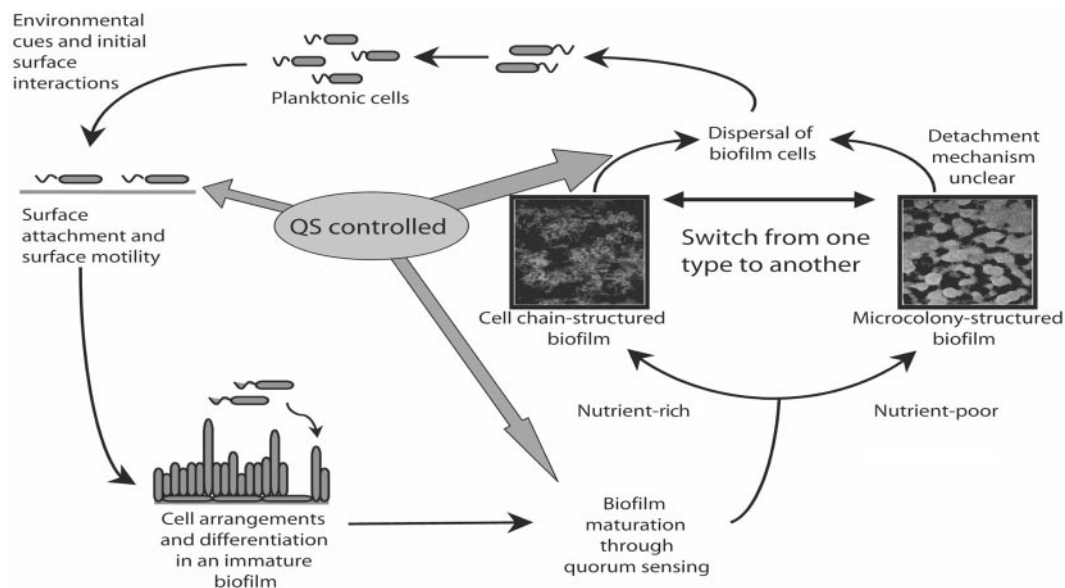 Environmental
cues and initial
surface
interactions
Planktonic cells
Dispersal of
biofilm cells
Detachment
mechanism
unclear
QS controlled
Surface
attachment and
surface motility
Switch from one
type to another
Cell chain-structured
biofilm
Microcolony-structured
biofilm
Nutrient-rich
Nutrient-poor
Cell arrangements
and differentiation
in an immature
biofilm
Biofilm
maturation
through
quorum sensing